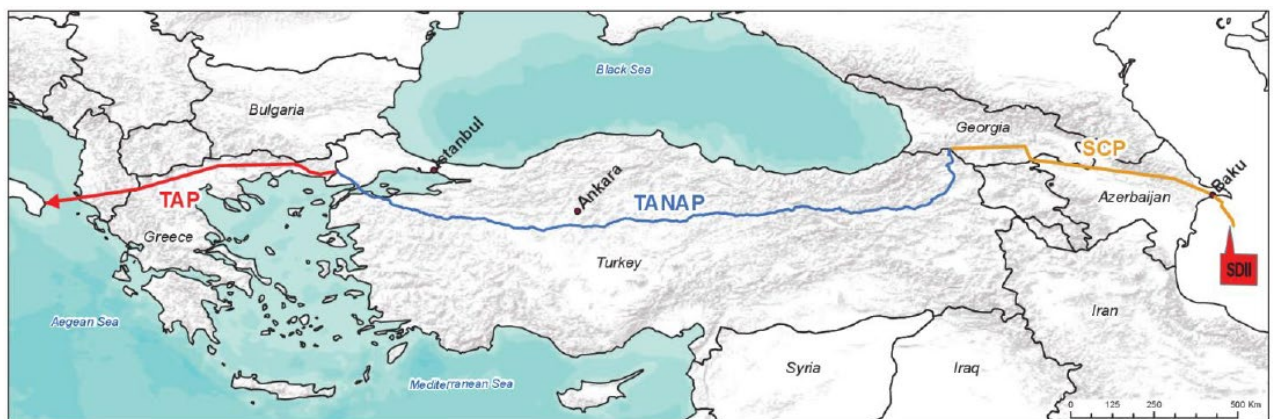 Black Sea
Bulgaria
Georgia
Istanbul
SCP
Baku
Ankara
TAP
TANAP
Azerbaijan
Greece
Turkey
SDII
Iran
Aegean Sea
Syria
Iraq
Mediterranean Sea
0 125 250 500 Km